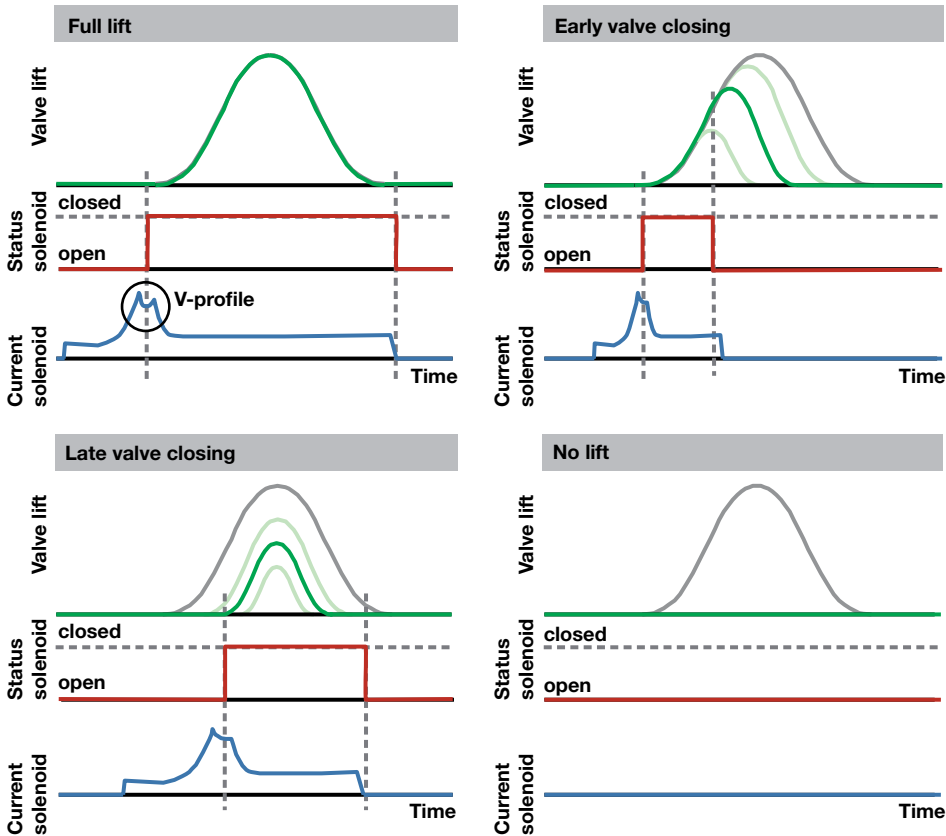 Full lift
Valve lift
Status
solenoid
closed
open
Current
solenoid
V-profile
Time
Early valve closing
Valve lift
Status
solenoid
closed
open
Current
solenoid
Time
Late valve closing
Valve lift
Status
solenoid
closed
open
Current
solenoid
Time
No lift
Valve lift
Status
solenoid
closed
open
Current
solenoid
Time